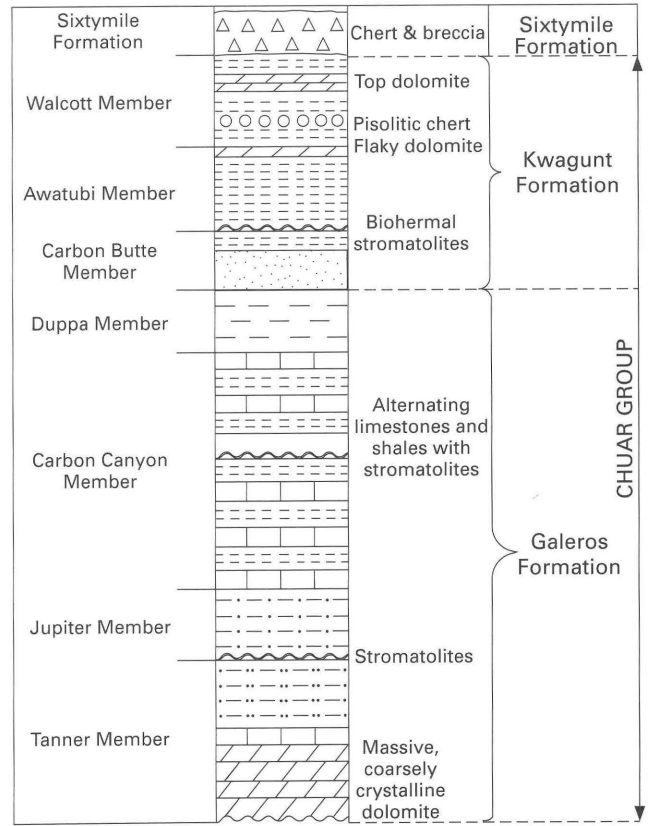 Sixtymile
Formation
Chert & breccia
Sixtymile
Formation
Walcott Member
Top dolomite
Pisolitic chert
Flaky dolomite
Kwagunt
Formation
Awatubi Member
Biohermal
stromatolites
Carbon Butte
Member
Duppa Member
Alternating
limestones and
shales with
stromatolites
Carbon Canyon
Member
CHUAR GROUP
Galeros
Formation
Jupiter Member
Stromatolites
Tanner Member
Massive,
coarsely
crystalline
dolomite